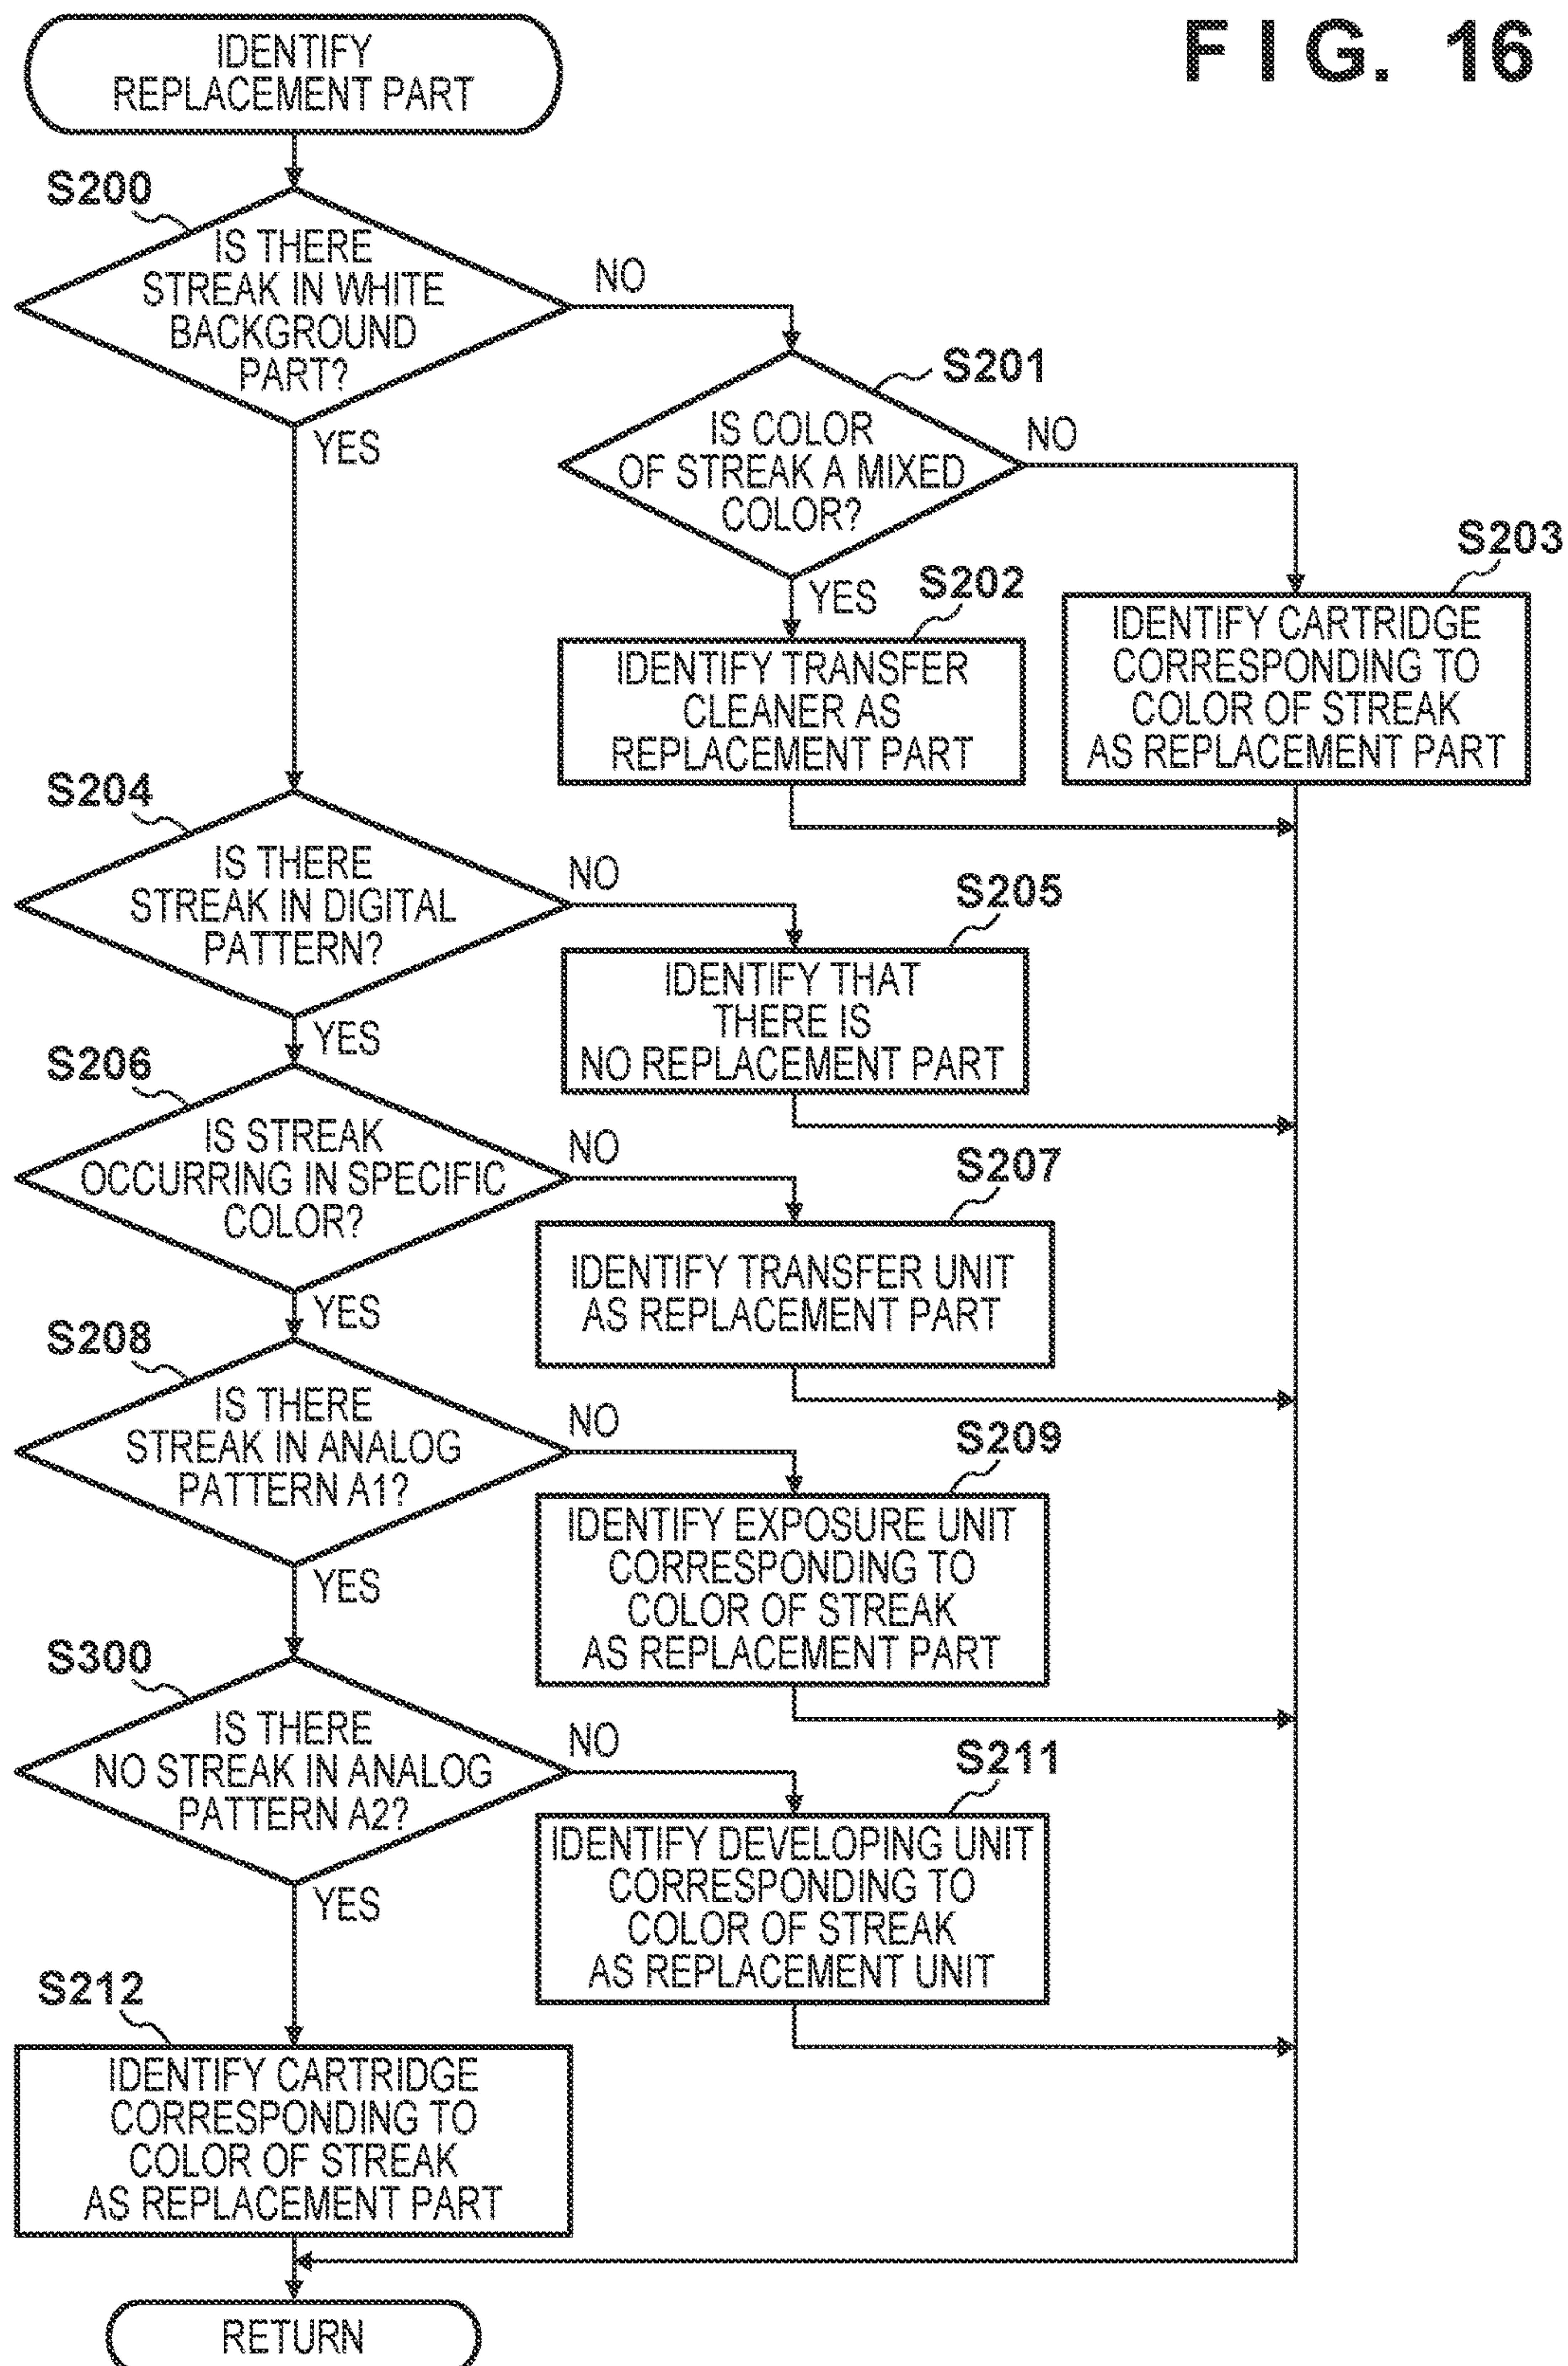 FIG. 16
IDENTIFY
REPLACEMENT PART
S200
IS THERE
STREAK IN WHITE
BACKGROUND
PART?
NO
YES
S201
IS COLOR
OF STREAK A MIXED
COLOR?
NO
YES
S202
IDENTIFY TRANSFER
CLEANER AS
REPLACEMENT PART
S203
IDENTIFY CARTRIDGE
CORRESPONDING TO
COLOR OF STREAK
AS REPLACEMENT PART
S204
IS THERE
STREAK IN DIGITAL
PATTERN?
NO
YES
S205
IDENTIFY THAT
THERE IS
NO REPLACEMENT PART
S206
IS STREAK
OCCURRING IN SPECIFIC
COLOR?
NO
YES
S207
IDENTIFY TRANSFER UNIT
AS REPLACEMENT PART
S208
IS THERE
STREAK IN ANALOG
PATTERN A1?
NO
YES
S209
IDENTIFY EXPOSURE UNIT
CORRESPONDING TO
COLOR OF STREAK
AS REPLACEMENT PART
S300
IS THERE
NO STREAK IN ANALOG
PATTERN A2?
NO
YES
S211
IDENTIFY DEVELOPING UNIT
CORRESPONDING TO
COLOR OF STREAK
AS REPLACEMENT UNIT
S212
IDENTIFY CARTRIDGE
CORRESPONDING TO
COLOR OF STREAK
AS REPLACEMENT PART
RETURN